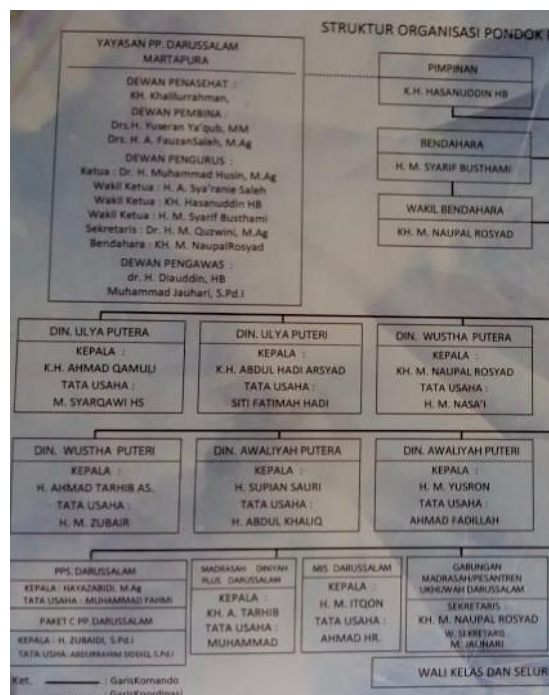 STRUKTUR ORGANISASI PONDOK
YAYASAN PP. DARUSSALAM
MARTAPURA
DEWAN PENASEHAT :
KH. Khalilurrahman,
DEWAN PEMBINA :
Drs.H. Yuseran Ya'qub, MM
Drs. H. A. FauzanSaleh, M.Ag
DEWAN PENGURUS :
Ketua : Dr. H. Muhammad Husin, M.Ag
Wakil Ketua : H. A. Sya'ranie Saleh
Wakil Ketua : KH. Hasanuddin HB
Wakil Ketua : H. M. Syarif Busthami
Sekretaris : Dr. H. M. Quzwini, M.Ag
Bendahara : KH. M. NaupalRosyad
DEWAN PENGAWAS :
dr. H. Diauddin, HB
Muhammad Jauhari, S.Pd.I
PIMPINAN
K.H. HASANUDDIN HB
BENDAHARA
H. M. SYARIF BUSTHAMI
WAKIL BENDAHARA
KH. M. NAUPAL ROSYAD
DIN. ULYA PUTERA
KEPALA :
K.H. AHMAD QAMULI
TATA USAHA :
M. SYARQAWI HS
DIN. ULYA PUTERI
KEPALA :
K.H. ABDUL HADI ARSYAD
TATA USAHA :
SITI FATIMAH HADI
DIN. WUSTHA PUTERA
KEPALA :
KH. M. NAUPAL ROSYAD
TATA USAHA :
H. M. NASA'I
DIN. WUSTHA PUTERI
KEPALA :
H. AHMAD TARHIB AS.
TATA USAHA :
H. M. ZUBAIR
DIN. AWALIYAH PUTERA
KEPALA :
H. SUPIAN SAURI
TATA USAHA :
H. ABDUL KHALIQ
DIN. AWALIYAH PUTERI
KEPALA :
H. M. YUSRON
TATA USAHA :
AHMAD FADILLAH
PPS. DARUSSALAM
KEPALA : HAYAZABIDI, M.Ag
TATA USAHA : MUHAMMAD FAHMI
PAKET C PP. DARUSSALAM
KEPALA : H. ZUBAIDI, S.Pd.I
TATA USHA: ABDURRAHIM SIDDIQ, S.Pd.I
MADRASAH DINIYAH
PLUS DARUSSALAM
KEPALA :
KH. A. TARHIB
TATA USAHA :
MUHAMMAD
MIS DARUSSALAM
KEPALA :
H. M. ITQON
TATA USAHA :
AHMAD HR.
GABUNGAN
MADRASAH/PESANTREN
UKHUWAH DARUSSALAM
SEKRETARIS :
KH. M. NAUPAL ROSYAD
W. SEKRETARIS
M. JAUHARI
WALI KELAS DAN SELUR
Ket. : GarisKomando
: GarisKoordinasi